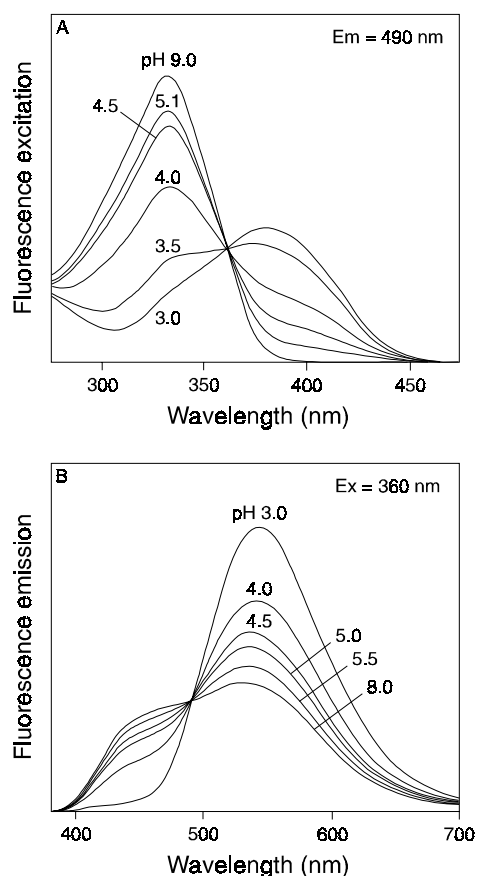 A
Em = 490 nm
pH 9.0
4.5
5.1
4.0
3.5
3.0
Fluorescence excitation
300
350
400
450
Wavelength (nm)
B
Ex = 360 nm
pH 3.0
4.0
4.5
5.0
5.5
8.0
Fluorescence emission
400
500
600
700
Wavelength (nm)